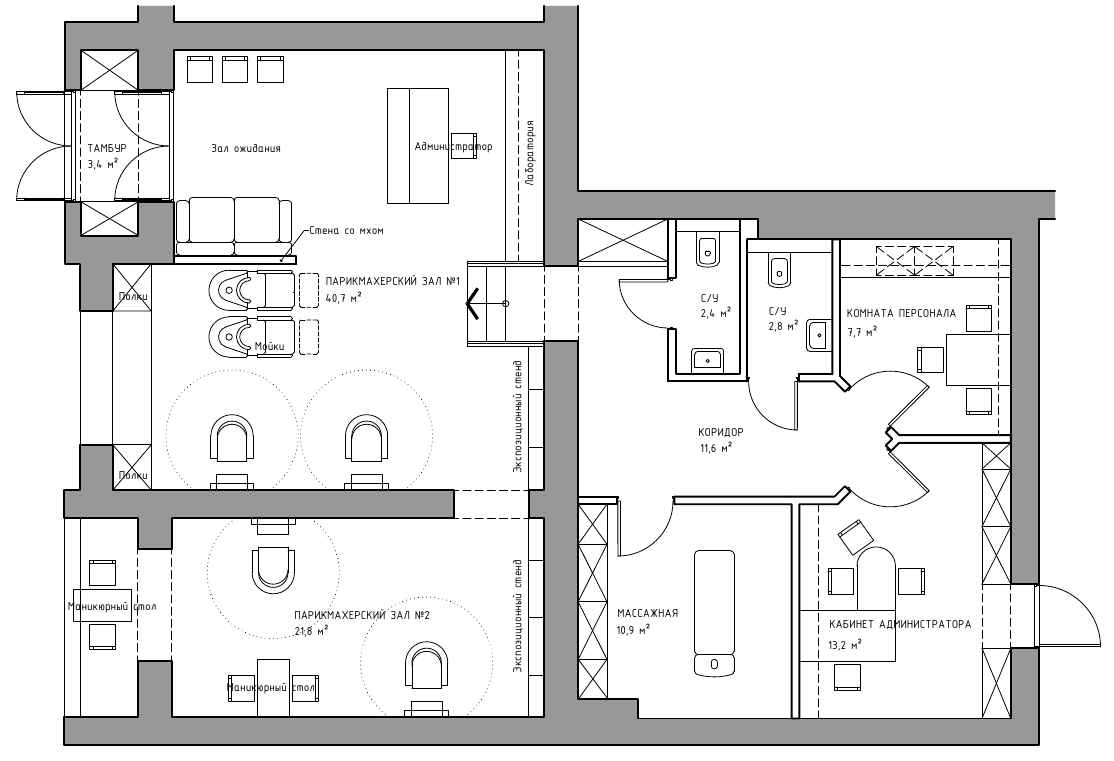 ТАМБУР
3,4 м²
Зал ожидания
Администратор
Лаборатория
Стена со мхом
ПАРИКМАХЕРСКИЙ ЗАЛ №1
40,7 м²
Полки
Мойки
Полки
Экспозиционный стенд
С/У
2,4 м²
С/У
2,8 м²
КОМНАТА ПЕРСОНАЛА
7,7 м²
КОРИДОР
11,6 м²
Маникюрный стол
ПАРИКМАХЕРСКИЙ ЗАЛ №2
21,8 м²
Маникюрный стол
Экспозиционный стенд
МАССАЖНАЯ
10,9 м²
КАБИНЕТ АДМИНИСТРАТОРА
13,2 м²